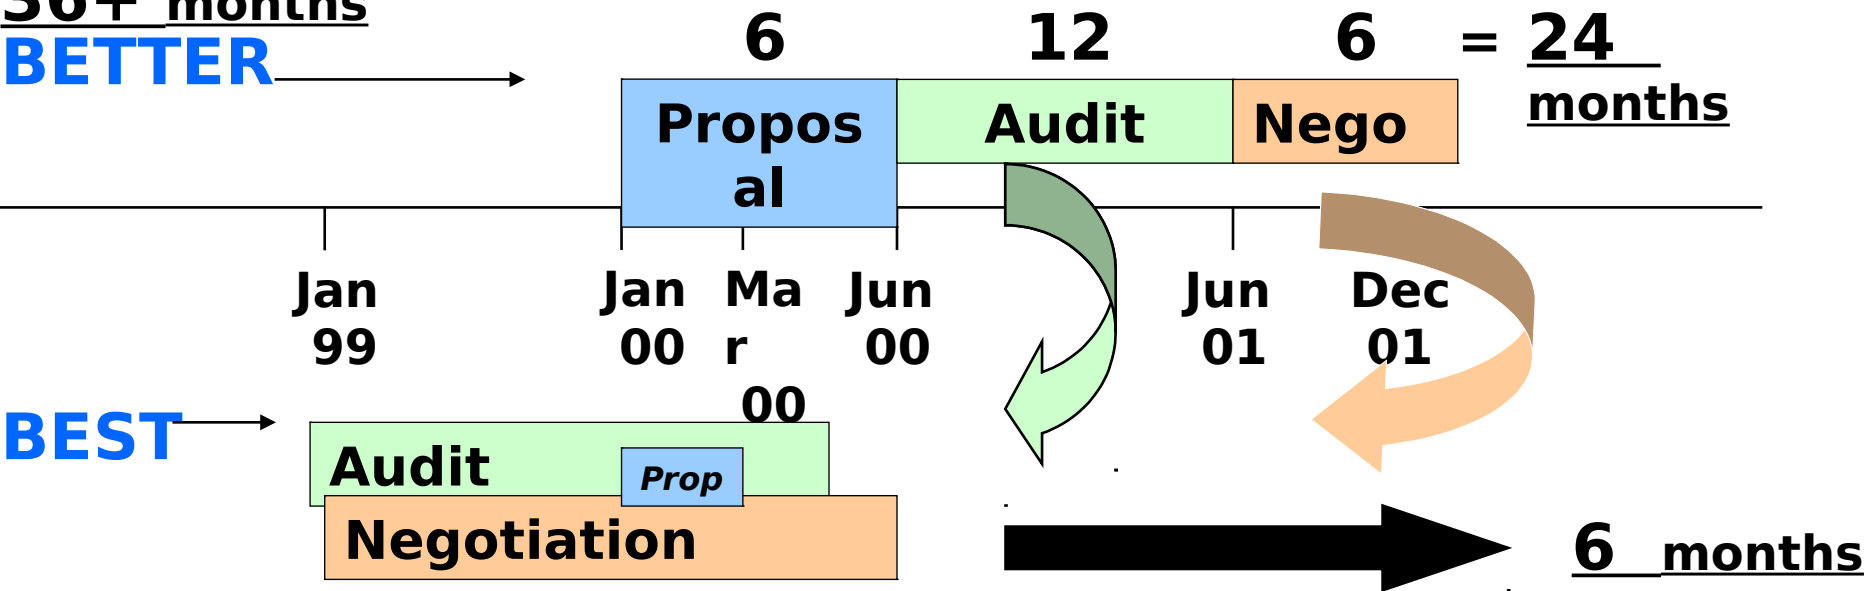 36+ months
BETTER
6 12 6 = 24
months
Propos
al
Audit
Nego
Jan
99
Jan
00
Ma
r
00
Jun
00
Jun
01
Dec
01
BEST
Audit
Prop
Negotiation
6 months